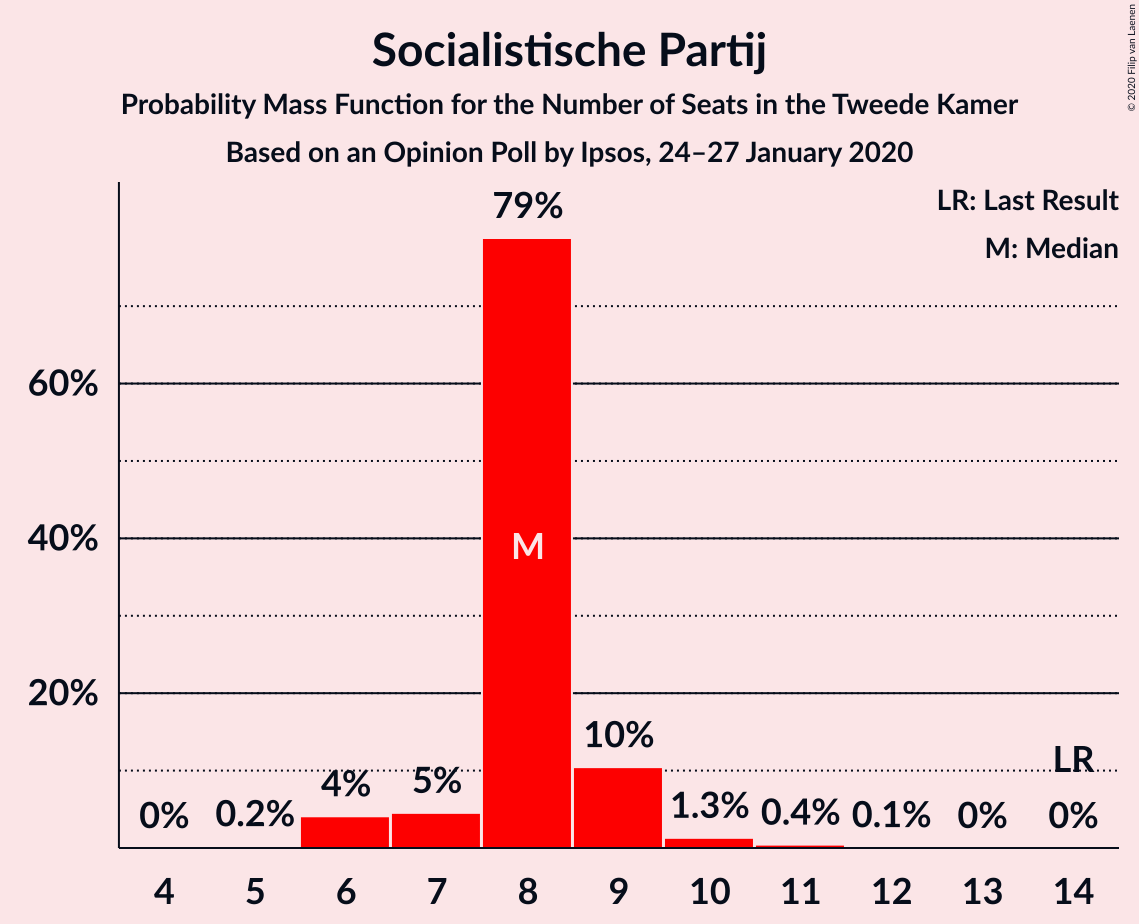 © 2020 Filip van Laenen
Socialistische Partij
Probability Mass Function for the Number of Seats in the Tweede Kamer
Based on an Opinion Poll by Ipsos, 24–27 January 2020
LR: Last Result
M: Median
79%
60%
40%
20%
M
0%
0.2%
4%
5%
10%
1.3%
0.4%
0.1%
0%
LR
0%
4 5 6 7 8 9 10 11 12 13 14